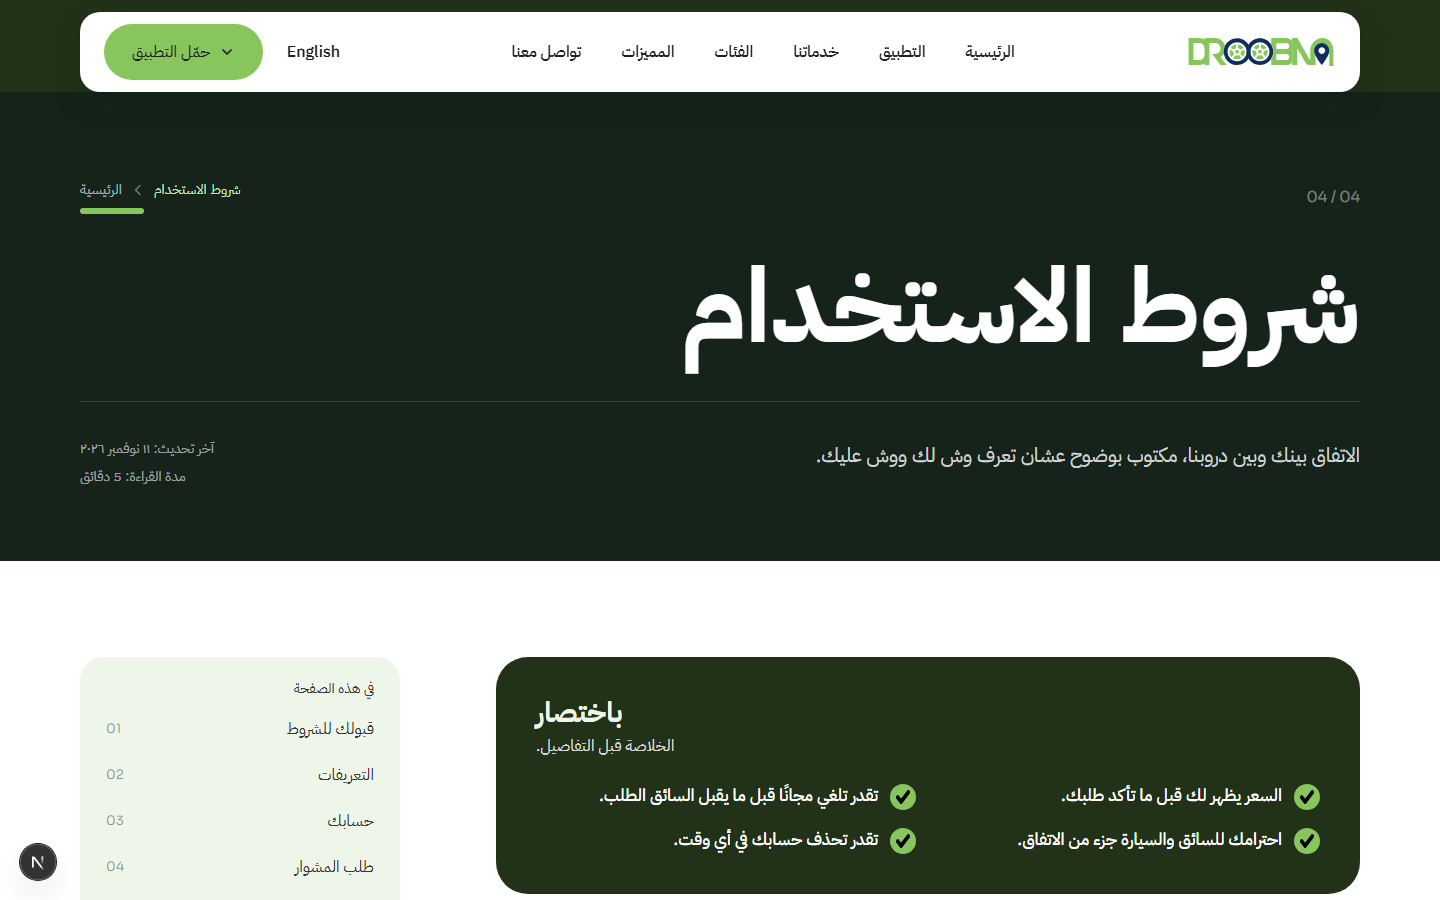 DROOBNA
الرئيسية
التطبيق
خدماتنا
الفئات
المميزات
تواصل معنا
English
حمّل التطبيق
04 / 04
شروط الاستخدام
الرئيسية
شروط الاستخدام
الاتفاق بينك وبين دروبنا، مكتوب بوضوح عشان تعرف وش لك ووش عليك.
آخر تحديث: ١١ نوفمبر ٢٠٢٦
مدة القراءة: 5 دقائق
باختصار
الخلاصة قبل التفاصيل.
السعر يظهر لك قبل ما تأكد طلبك.
تقدر تلغي مجانًا قبل ما يقبل السائق الطلب.
احترامك للسائق والسيارة جزء من الاتفاق.
تقدر تحذف حسابك في أي وقت.
في هذه الصفحة
قبولك للشروط 01
التعريفات 02
حسابك 03
طلب المشوار 04
N